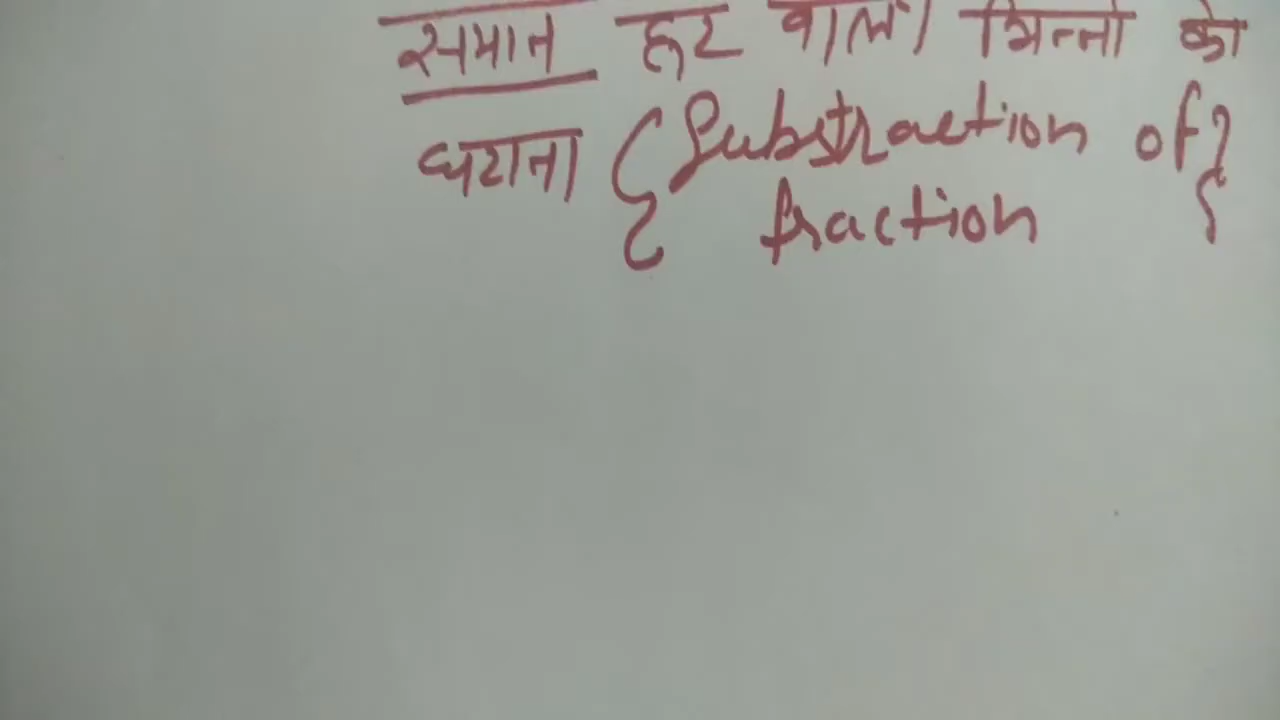 समान हर वाली भिन्नो को
घटाना { Substraction of }
fraction